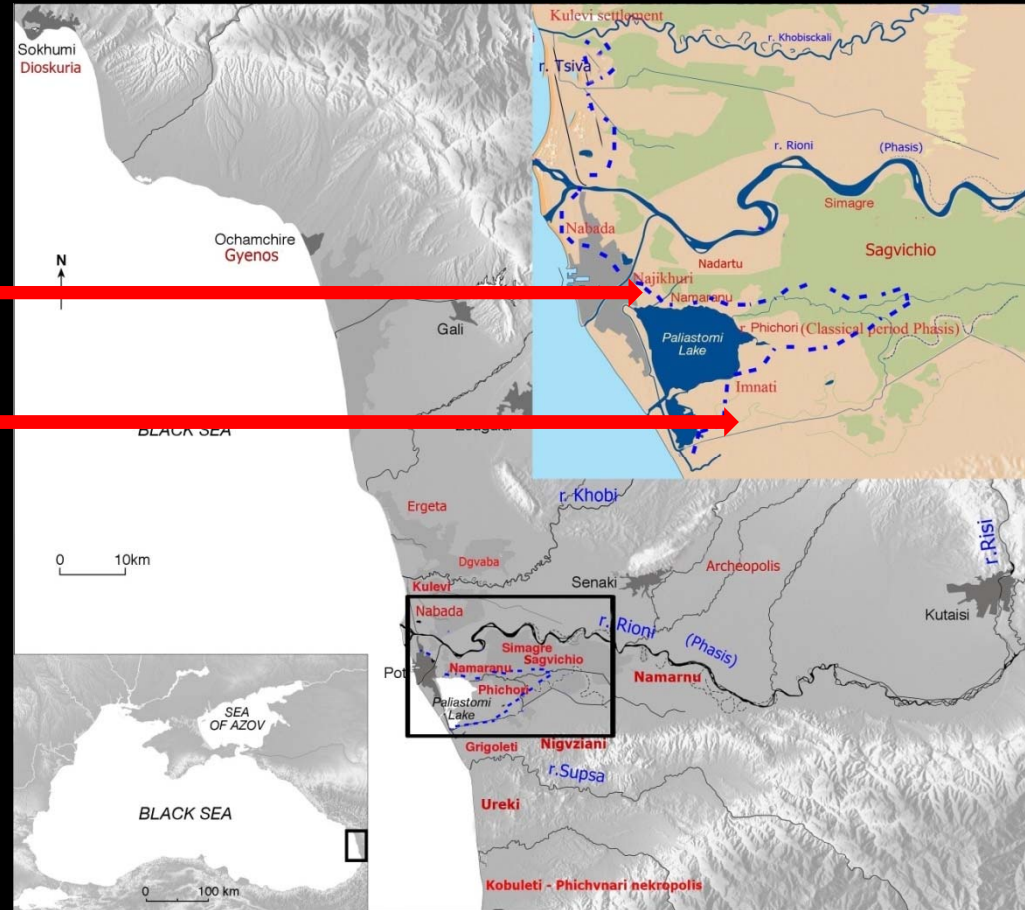 Sokhumi
Dioskuria
Ochamchire
Gyenos
N
Gali
BLACK SEA
0 10km
Ergeta
r. Khobi
Dgvaba
Kulevi
Nabada
Senaki
Archeopolis
r.Risi
Kutaisi
r. Rioni
(Phasis)
Simagre
Sagvichio
Namaranu
Namarnu
Phichori
Paliastomi
Lake
Grigoleti
Nigvziani
r.Supsa
Ureki
Kobuleti - Phichvnari nekropolis
Kulevi settlement
r. Khobisckali
r. Tsiva
r. Rioni
(Phasis)
Simagre
Nabada
Nadartu
Sagvichio
Najikhuri
Namaranu
r. Phichori (Classical period Phasis)
Paliastomi
Lake
Imnati
SEA
OF AZOV
BLACK SEA
0 100 km